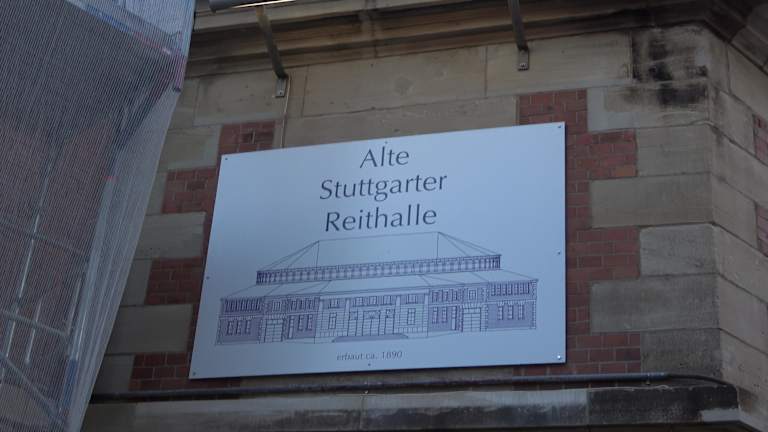 Alte
Stuttgarter
Reithalle
erbaut ca. 1890